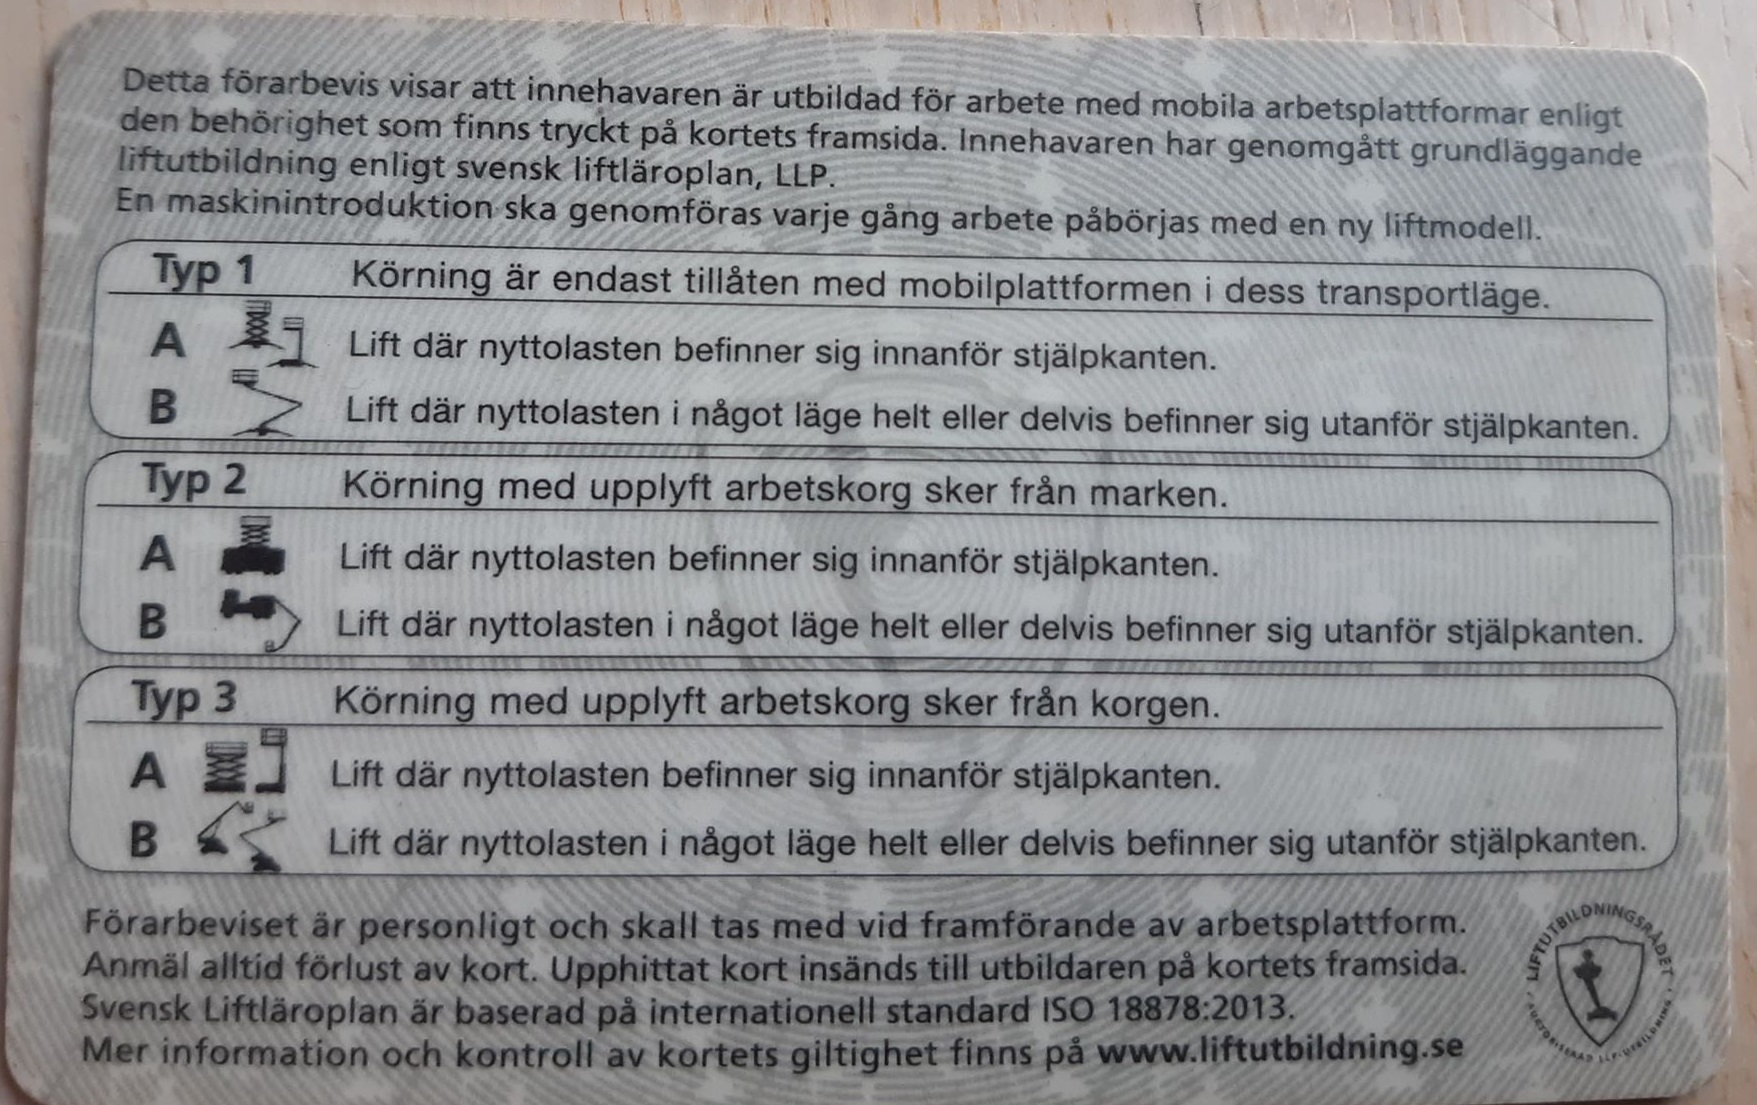 Detta förarbevis visar att innehavaren är utbildad för arbete med mobila arbetsplattformar enligt
den behörighet som finns tryckt på kortets framsida. Innehavaren har genomgått grundläggande
liftutbildning enligt svensk liftläroplan, LLP.
En maskinintroduktion ska genomföras varje gång arbete påbörjas med en ny liftmodell.
Typ 1 Körning är endast tillåten med mobilplattformen i dess transportläge.
A Lift där nyttolasten befinner sig innanför stjälpkanten.
B Lift där nyttolasten i något läge helt eller delvis befinner sig utanför stjälpkanten.
Typ 2 Körning med upplyft arbetskorg sker från marken.
A Lift där nyttolasten befinner sig innanför stjälpkanten.
B Lift där nyttolasten i något läge helt eller delvis befinner sig utanför stjälpkanten.
Typ 3 Körning med upplyft arbetskorg sker från korgen.
A Lift där nyttolasten befinner sig innanför stjälpkanten.
B Lift där nyttolasten i något läge helt eller delvis befinner sig utanför stjälpkanten.
Förarbeviset är personligt och skall tas med vid framförande av arbetsplattform.
Anmäl alltid förlust av kort. Upphittat kort insänds till utbildaren på kortets framsida.
Svensk Liftläroplan är baserad på internationell standard ISO 18878:2013.
Mer information och kontroll av kortets giltighet finns på www.liftutbildning.se
LIFTUTBILDNINGSRÅDET